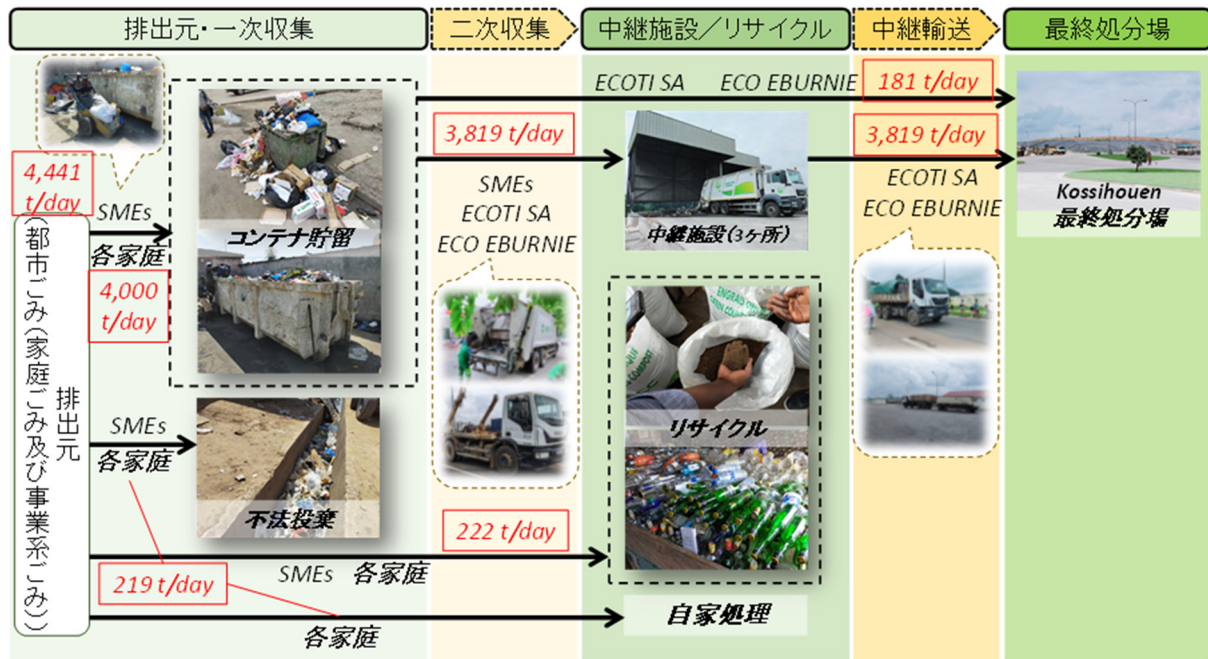 排出元・一次収集
二次収集
中継施設／リサイクル
中継輸送
最終処分場
ECOTI SA
ECO EBURNIE
181 t/day
3,819 t/day
3,819 t/day
4,441
t/day
SMEs
各家庭
4,000
t/day
コンテナ貯留
SMEs
ECOTI SA
ECO EBURNIE
中継施設（3ヶ所）
ECOTI SA
ECO EBURNIE
Kossihouen
最終処分場
排出元
（都市ごみ（家庭ごみ及び事業系ごみ））
SMEs
各家庭
不法投棄
ENGRAIS
GREEN COUN
COMPOST
リサイクル
222 t/day
219 t/day
SMEs
各家庭
各家庭
自家処理